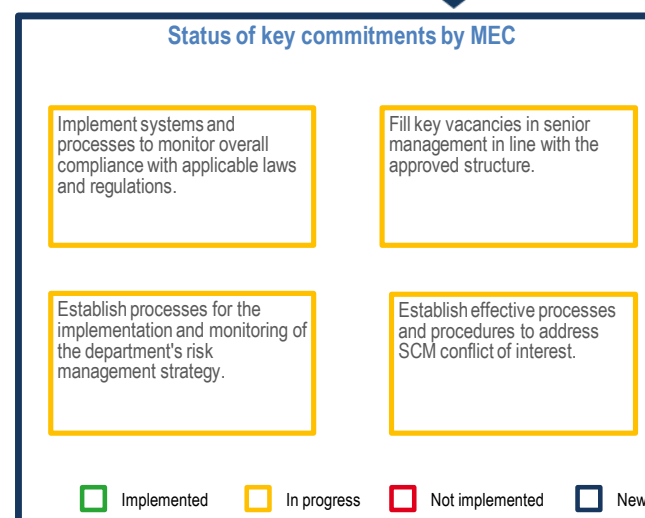 Status of key commitments by MEC
Implement systems and
processes to monitor overall
compliance with applicable laws
and regulations.
Fill key vacancies in senior
management in line with the
approved structure.
Establish processes for the
implementation and monitoring of
the department's risk
management strategy.
Establish effective processes
and procedures to address
SCM conflict of interest.
Implemented
In progress
Not implemented
New